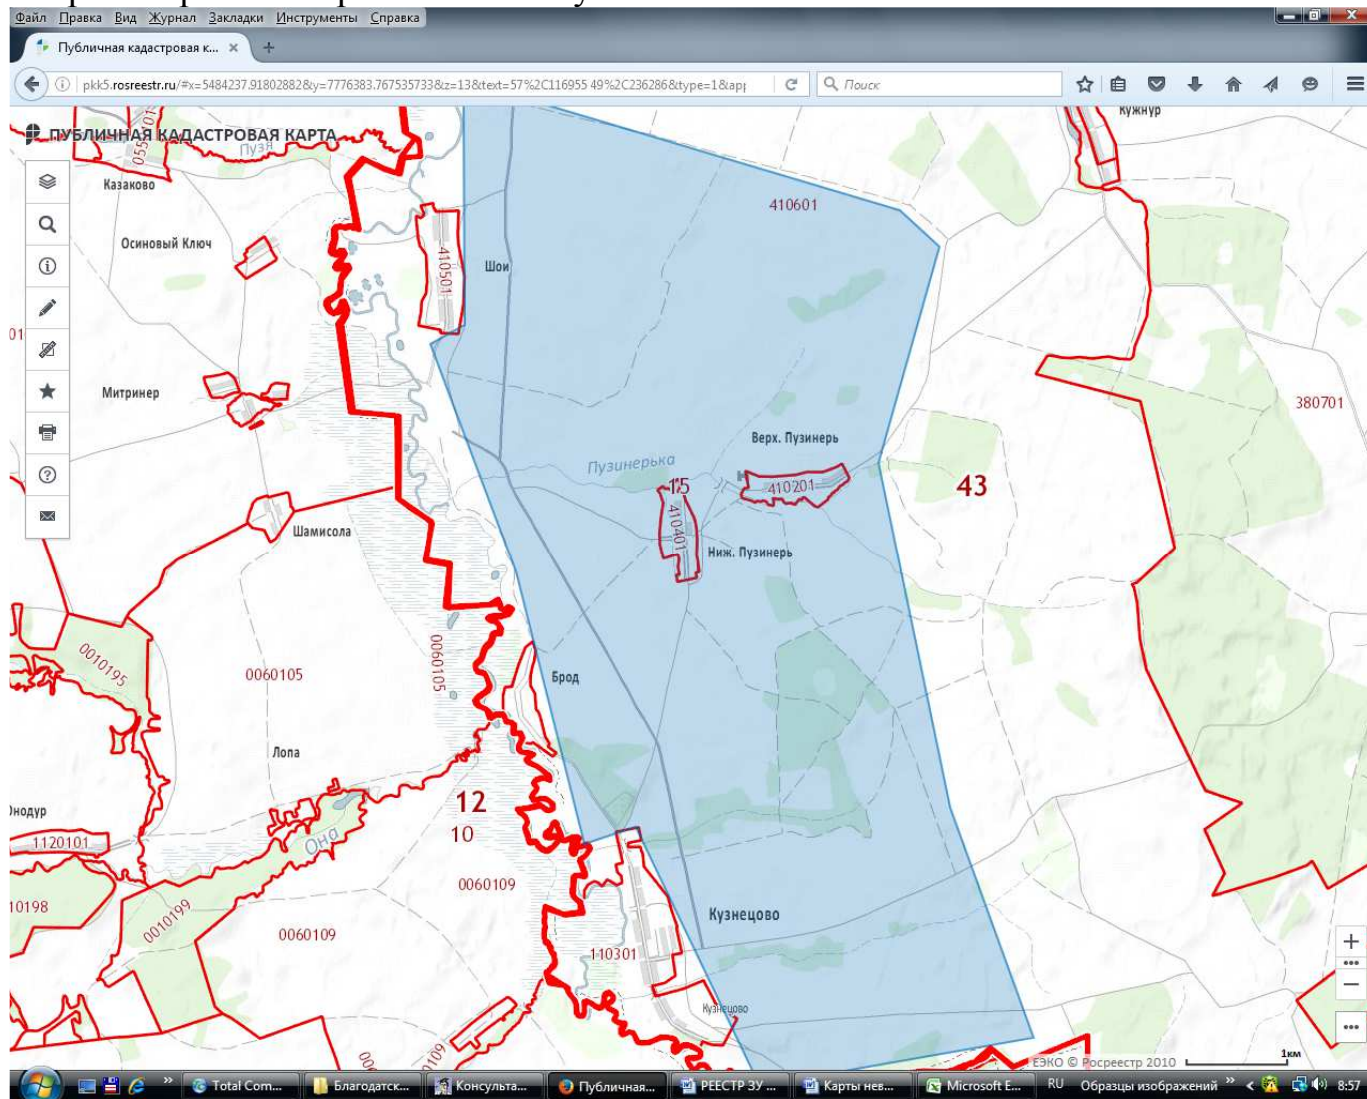 Файл Правка Вид Журнал Закладки Инструменты Справка
Публичная кадастровая к... × +
pkk5.rosreestr.ru/#x=5484237.91802882&y=7776383.767535733&z=13&text=57%2C116955 49%2C236286&type=1&app
Поиск
ПУБЛИЧНАЯ КАДАСТРОВАЯ КАРТА
Пузя
Кужнур
Казаково
410601
Осиновый Ключ
410501
Шои
Митринер
380701
Верх. Пузинерь
Пузинерька
15
410201
43
410401
Шамисола
Ниж. Пузинерь
0010195
0060105
0060105
Брод
Лопа
12
10
Она
1120101
0060109
10198
0010199
Кузнецово
0060109
110301
Кузнецово
ЕЭКО © Росреестр 2010
1км
Total Com...
Благодатск...
Консульта...
Публичная...
РЕЕСТР ЗУ ...
Карты нев...
Microsoft E...
RU
Образцы изображений
8:57